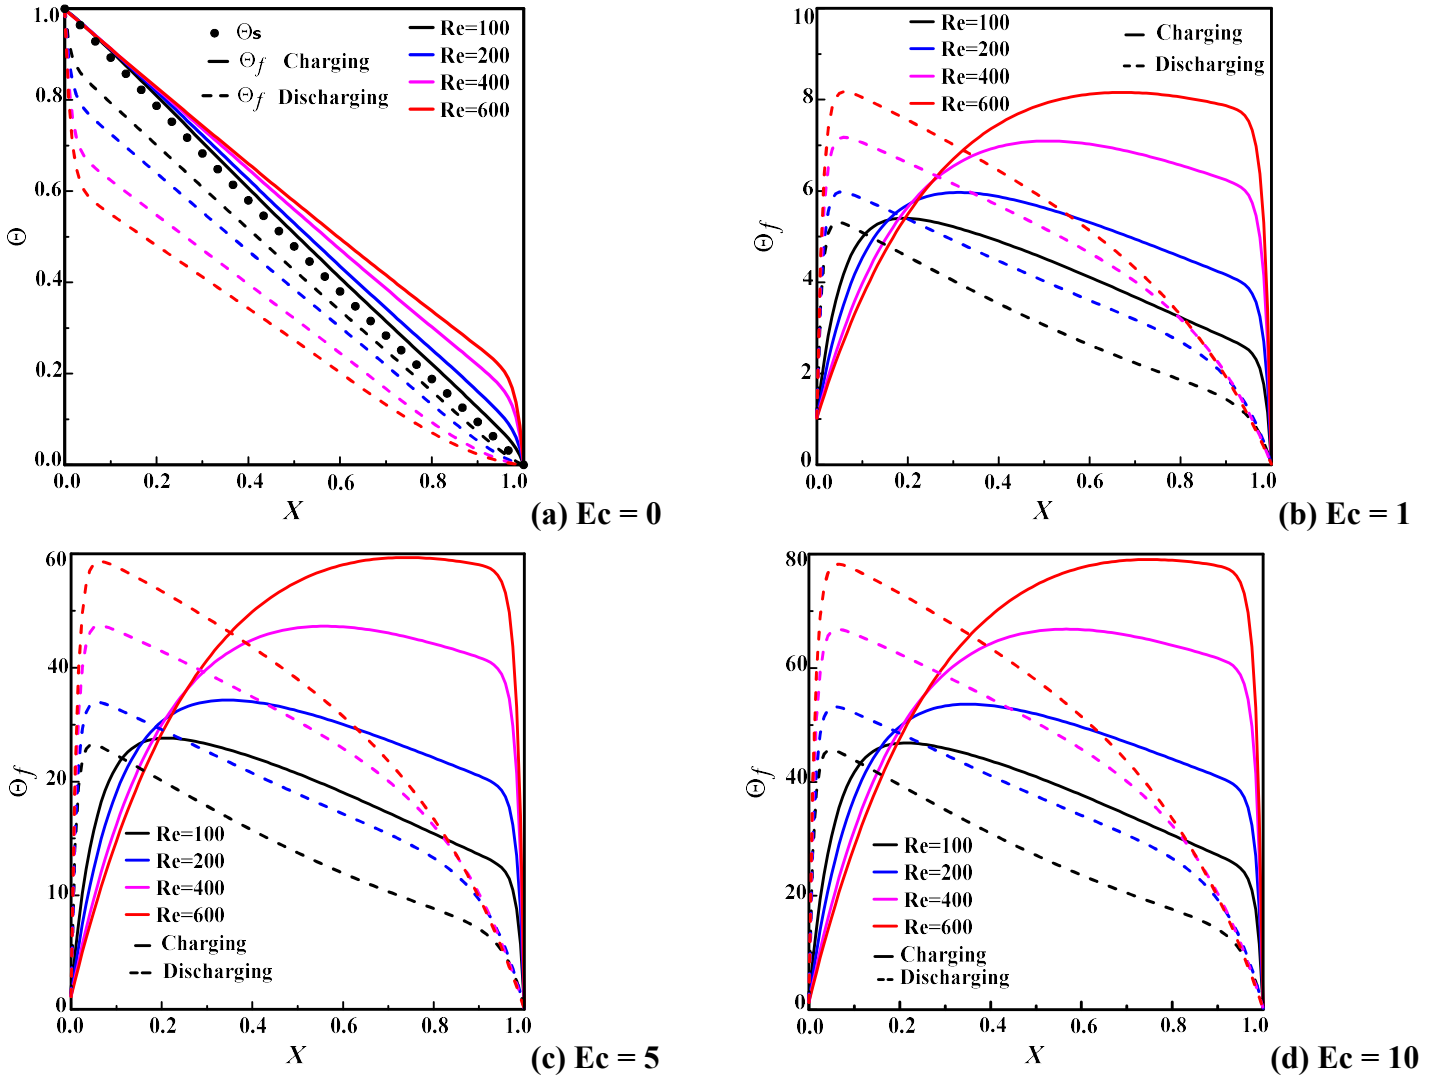 1.0
0.8
0.6
0.4
0.2
0.0
Θ
Θs
Θf Charging
Θf Discharging
Re=100
Re=200
Re=400
Re=600
0.0 0.2 0.4 0.6 0.8 1.0
X
(a) Ec = 0
10
8
6
4
2
0
Θf
Re=100
Re=200
Re=400
Re=600
Charging
Discharging
0.0 0.2 0.4 0.6 0.8 1.0
X
(b) Ec = 1
60
40
20
10
0
Θf
Re=100
Re=200
Re=400
Re=600
Charging
Discharging
0.0 0.2 0.4 0.6 0.8 1.0
X
(c) Ec = 5
80
60
40
20
0
Θf
Re=100
Re=200
Re=400
Re=600
Charging
Discharging
0.0 0.2 0.4 0.6 0.8 1.0
X
(d) Ec = 10